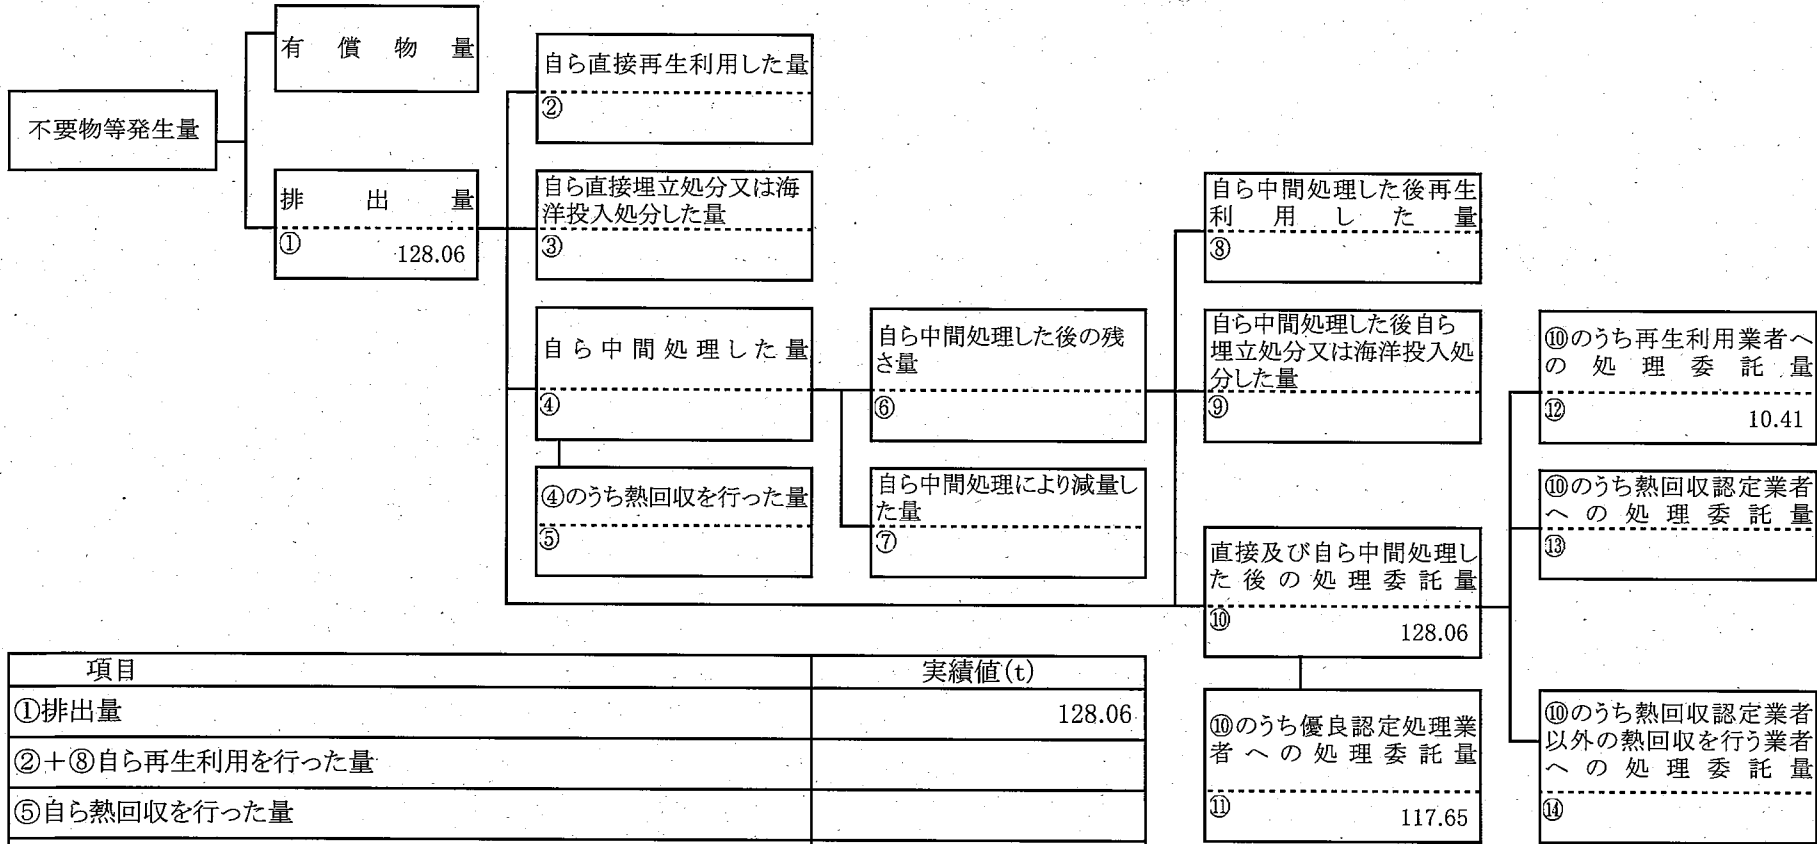 有償物量
不要物等発生量
排出量
①
128.06
自ら直接再生利用した量
②
自ら直接埋立処分又は海
洋投入処分した量
③
自ら中間処理した量
④
④のうち熱回収を行った量
⑤
自ら中間処理した後の残
さ量
⑥
自ら中間処理により減量し
た量
⑦
自ら中間処理した後再生
利用した量
⑧
自ら中間処理した後自ら
埋立処分又は海洋投入処
分した量
⑨
直接及び自ら中間処理し
た後の処理委託量
⑩
128.06
⑩のうち優良認定処理業
者への処理委託量
⑪
117.65
⑩のうち再生利用業者へ
の処理委託量
⑫
10.41
⑩のうち熱回収認定業者
への処理委託量
⑬
⑩のうち熱回収認定業者
以外の熱回収を行う業者
への処理委託量
⑭
項目 実績値(t)
①排出量 128.06
②+⑧自ら再生利用を行った量
⑤自ら熱回収を行った量